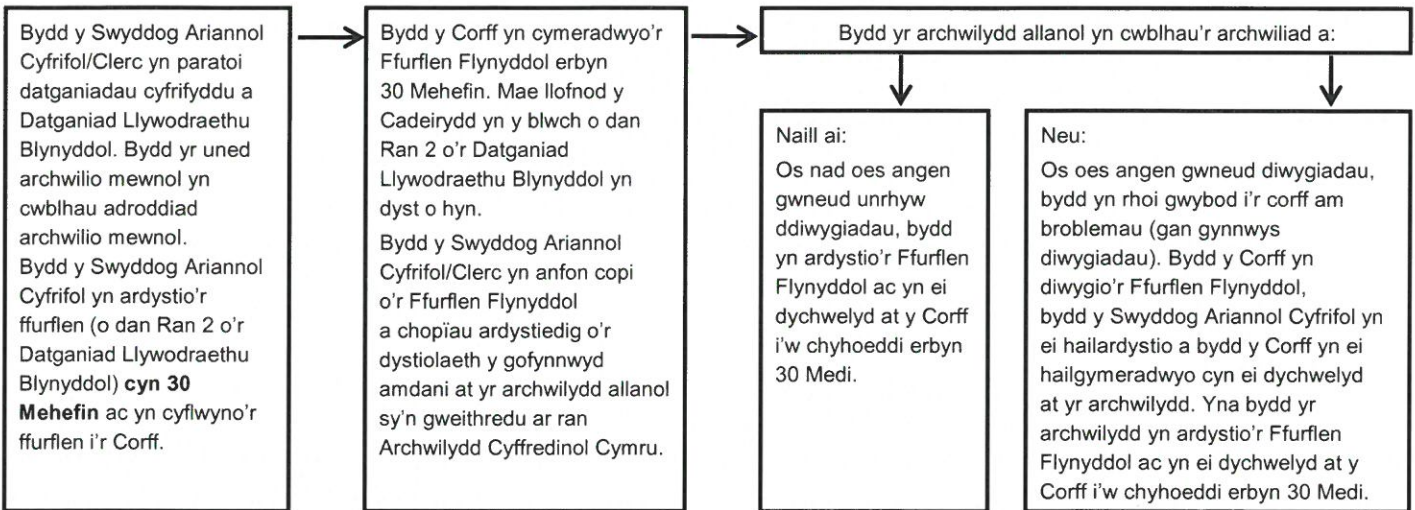 Bydd y Swyddog Ariannol
Cyfrifol/Clerc yn paratoi
datganiadau cyfrifyddu a
Datganiad Llywodraethu
Blynyddol. Bydd yr uned
archwilio mewnol yn
cwblhau adroddiad
archwilio mewnol.
Bydd y Swyddog Ariannol
Cyfrifol yn ardystio'r
ffurflen (o dan Ran 2 o'r
Datganiad Llywodraethu
Blynyddol) cyn 30
Mehefin ac yn cyflwyno'r
ffurflen i'r Corff.
Bydd y Corff yn cymeradwyo'r
Ffurflen Flynyddol erbyn
30 Mehefin. Mae llofnod y
Cadeirydd yn y blwch o dan
Ran 2 o'r Datganiad
Llywodraethu Blynyddol yn
dyst o hyn.
Bydd y Swyddog Ariannol
Cyfrifol/Clerc yn anfon copi
o'r Ffurflen Flynyddol
a chopïau ardystiedig o'r
dystiolaeth y gofynnwyd
amdani at yr archwilydd allanol
sy'n gweithredu ar ran
Archwilydd Cyffredinol Cymru.
Bydd yr archwilydd allanol yn cwblhau'r archwiliad a:
Naill ai:
Os nad oes angen
gwneud unrhyw
ddiwygiadau, bydd
yn ardystio'r Ffurflen
Flynyddol ac yn ei
dychwelyd at y Corff
i'w chyhoeddi erbyn
30 Medi.
Neu:
Os oes angen gwneud diwygiadau,
bydd yn rhoi gwybod i'r corff am
broblemau (gan gynnwys
diwygiadau). Bydd y Corff yn
diwygio'r Ffurflen Flynyddol,
bydd y Swyddog Ariannol Cyfrifol yn
ei hailardystio a bydd y Corff yn ei
hailgymeradwyo cyn ei dychwelyd
at yr archwilydd. Yna bydd yr
archwilydd yn ardystio'r Ffurflen
Flynyddol ac yn ei dychwelyd at y
Corff i'w chyhoeddi erbyn 30 Medi.